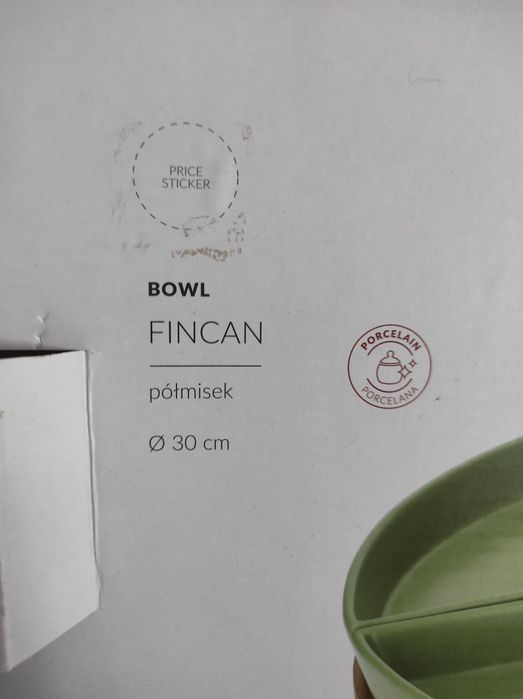 PRICE
STICKER
BOWL
FINCAN
półmisek
Ø 30 cm
PORCELAIN
PORCELANA